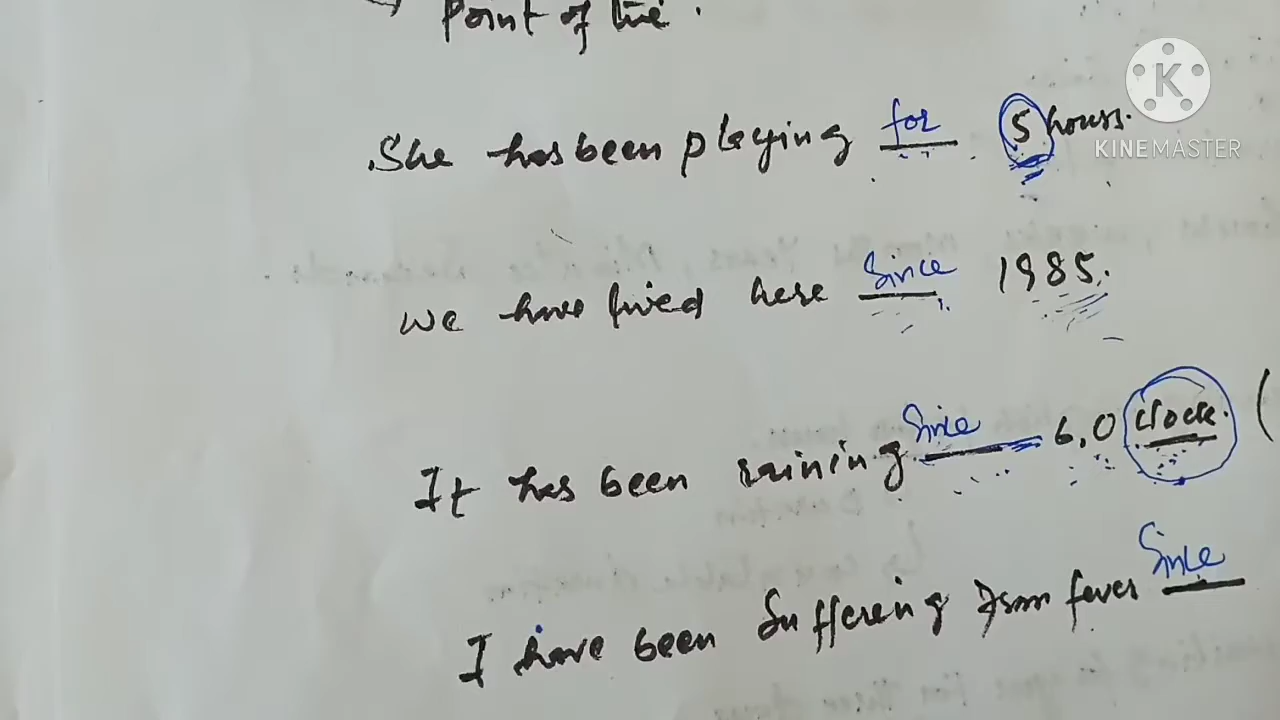 Point of time.
She has been playing for 5 hours.
KINEMASTER
We have lived here Since 1985.
It has been raining Since 6.0 clock. (
I have been Suffering from fever Since